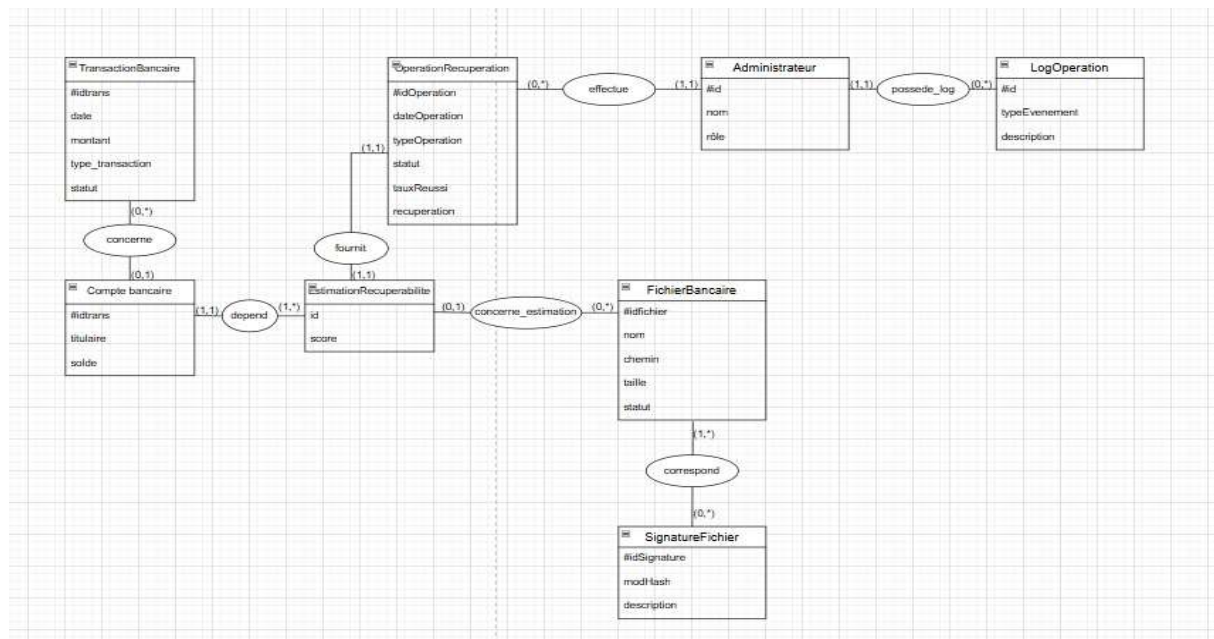 TransactionBancaire
#idtrans
date
montant
type_transaction
statut
(0,*)
concerne
(0,1)
Compte bancaire
#idtrans
titulaire
solde
(1,1)
depend
(1,*)
OperationRecuperation
#idOperation
dateOperation
typeOperation
statut
tauxReussi
recuperation
(1,1)
fournit
(1,1)
EstimationRecuperabilite
id
score
(0,*)
effectue
(1,1)
Administrateur
#id
nom
rôle
(1,1)
possede_log
(0,*)
LogOperation
#id
typeEvenement
description
(0,1)
concerne_estimation
(0,*)
FichierBancaire
#idfichier
nom
chemin
taille
statut
(1,*)
correspond
(0,*)
SignatureFichier
#idSignature
modHash
description